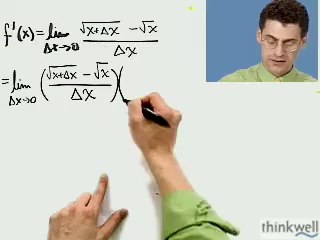 f'(x) = lim Δx→0 (√(x+Δx) − √x) / Δx
= lim Δx→0 ( (√(x+Δx) − √x) / Δx ) (
thinkwell